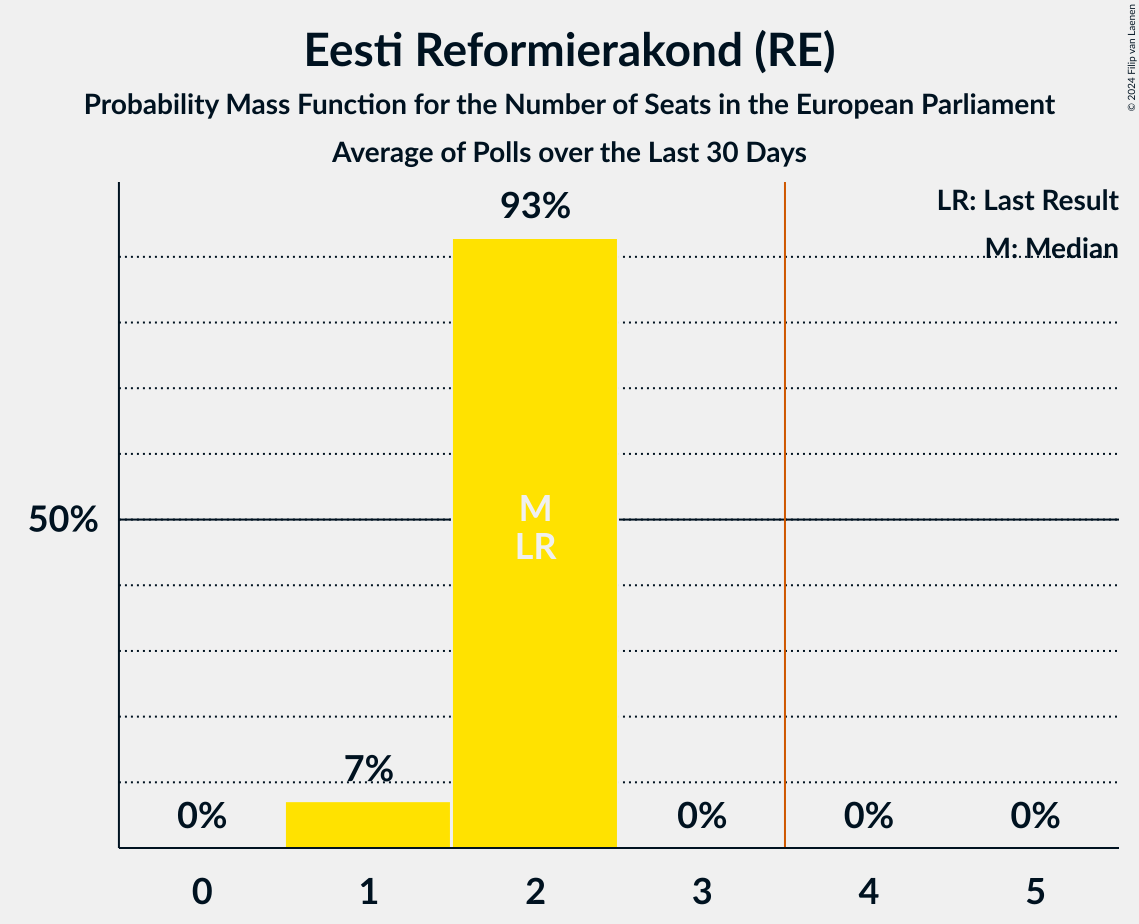 Eesti Reformierakond (RE)
Probability Mass Function for the Number of Seats in the European Parliament
Average of Polls over the Last 30 Days
© 2024 Filip van Laenen
LR: Last Result
M: Median
93%
50%
M
LR
7%
0%
0%
0%
0%
0
1
2
3
4
5